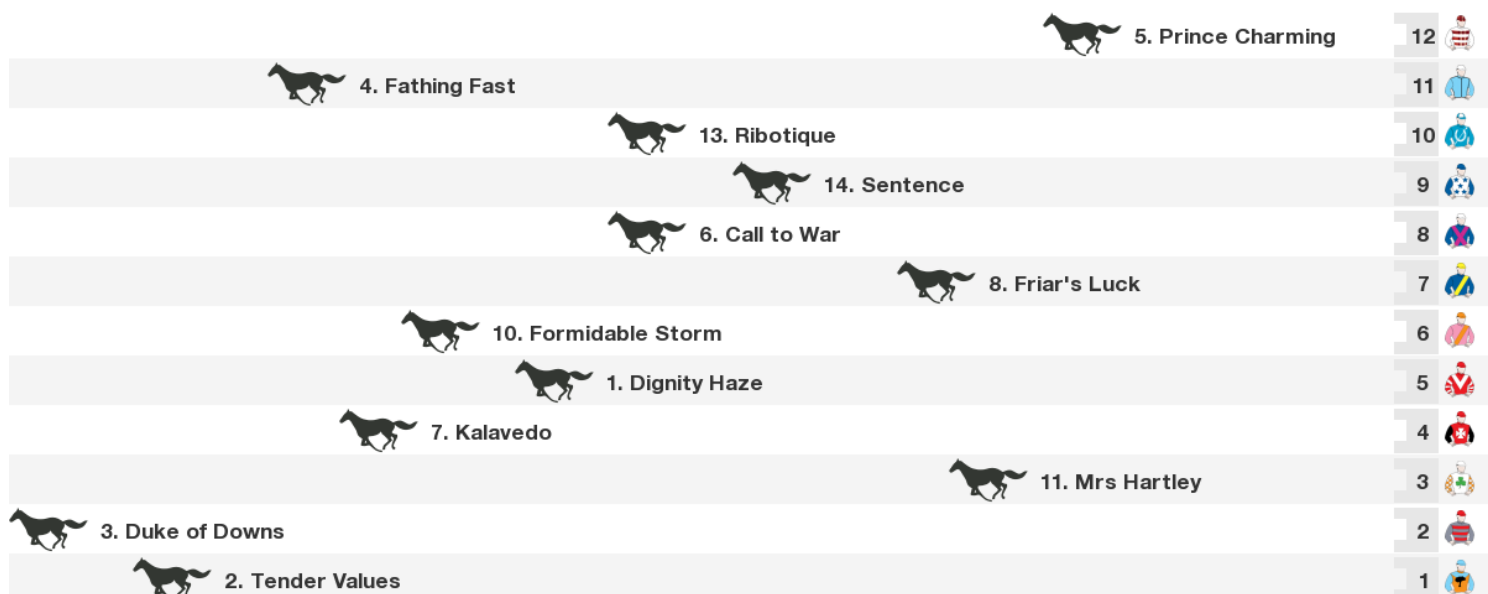 5. Prince Charming 12
4. Fathing Fast 11
13. Ribotique 10
14. Sentence 9
6. Call to War 8
8. Friar's Luck 7
10. Formidable Storm 6
1. Dignity Haze 5
7. Kalavedo 4
11. Mrs Hartley 3
3. Duke of Downs 2
2. Tender Values 1